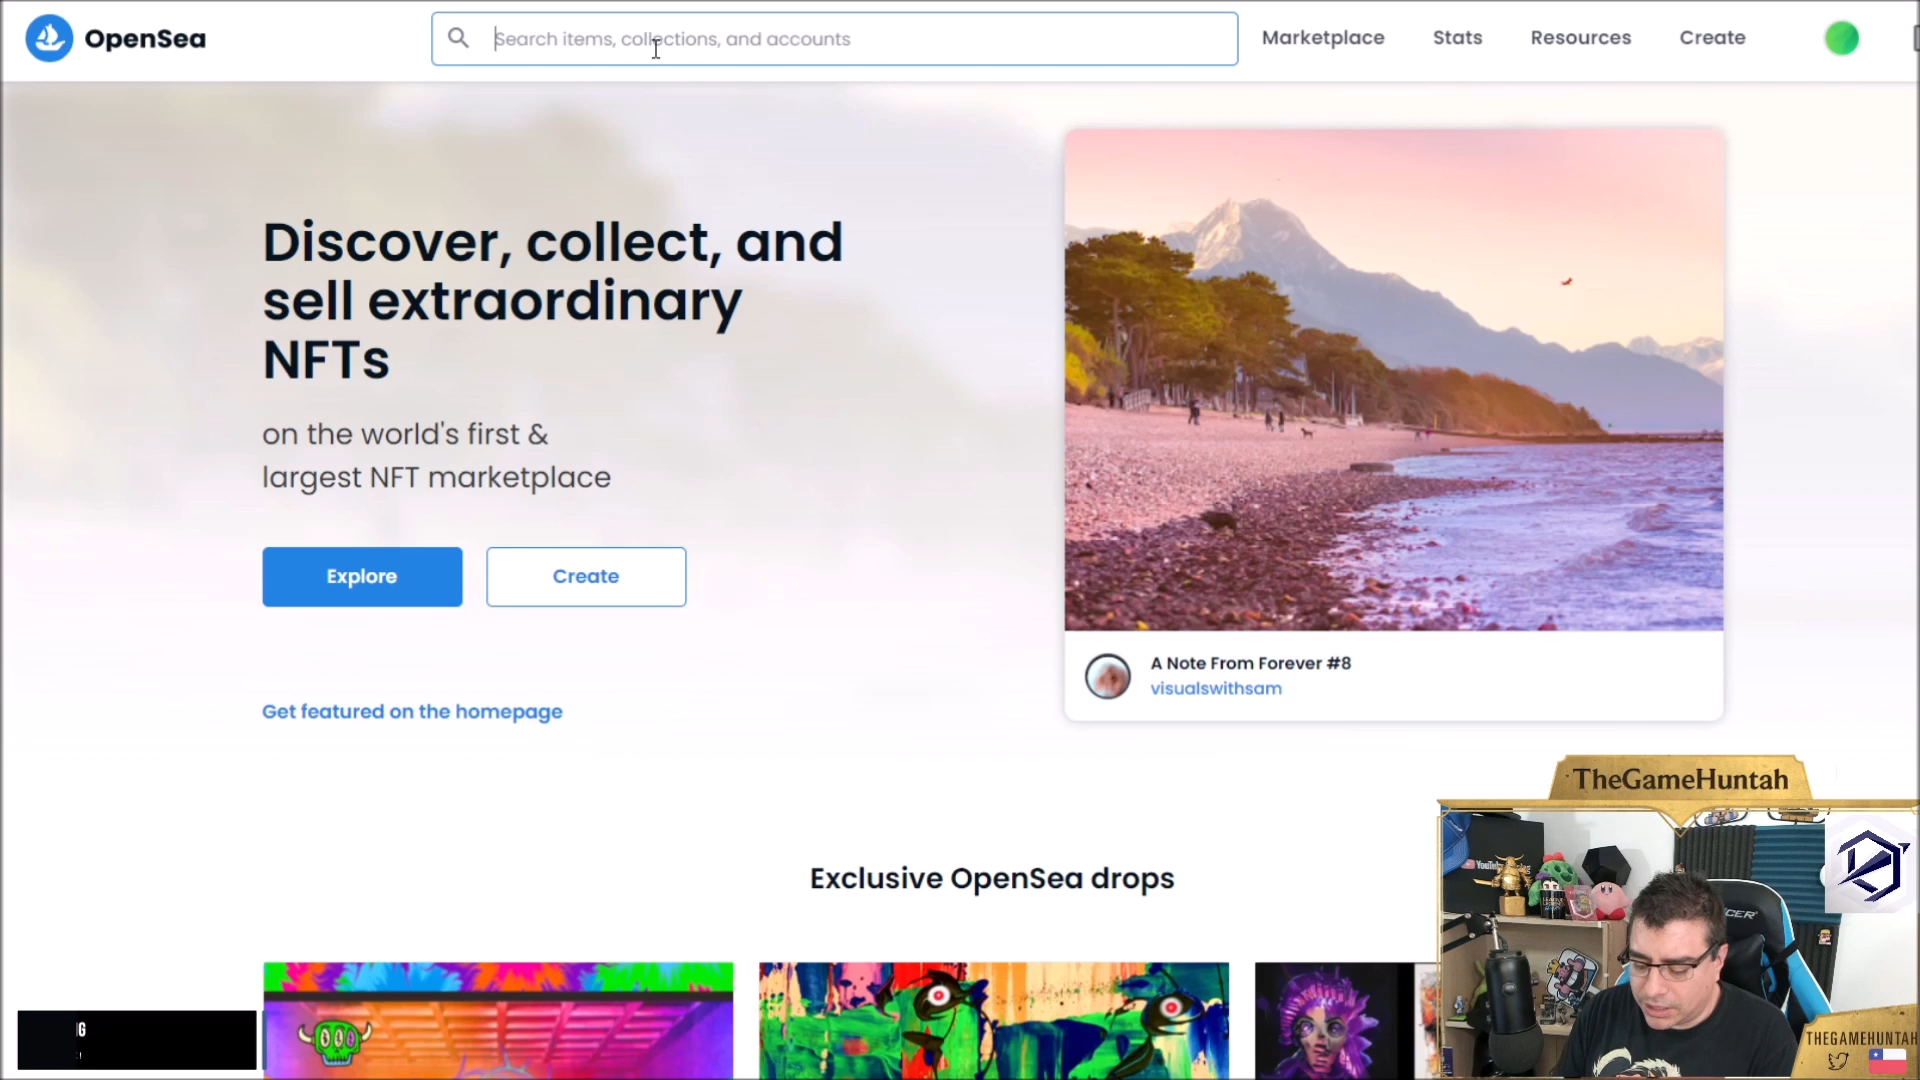 OpenSea
Search items, collections, and accounts
Marketplace
Stats
Resources
Create
Discover, collect, and
sell extraordinary
NFTs
on the world's first &
largest NFT marketplace
Explore
Create
Get featured on the homepage
A Note From Forever #8
visualswithsam
Exclusive OpenSea drops
TheGameHuntah
YouTube
THEGAMEHUNTAH